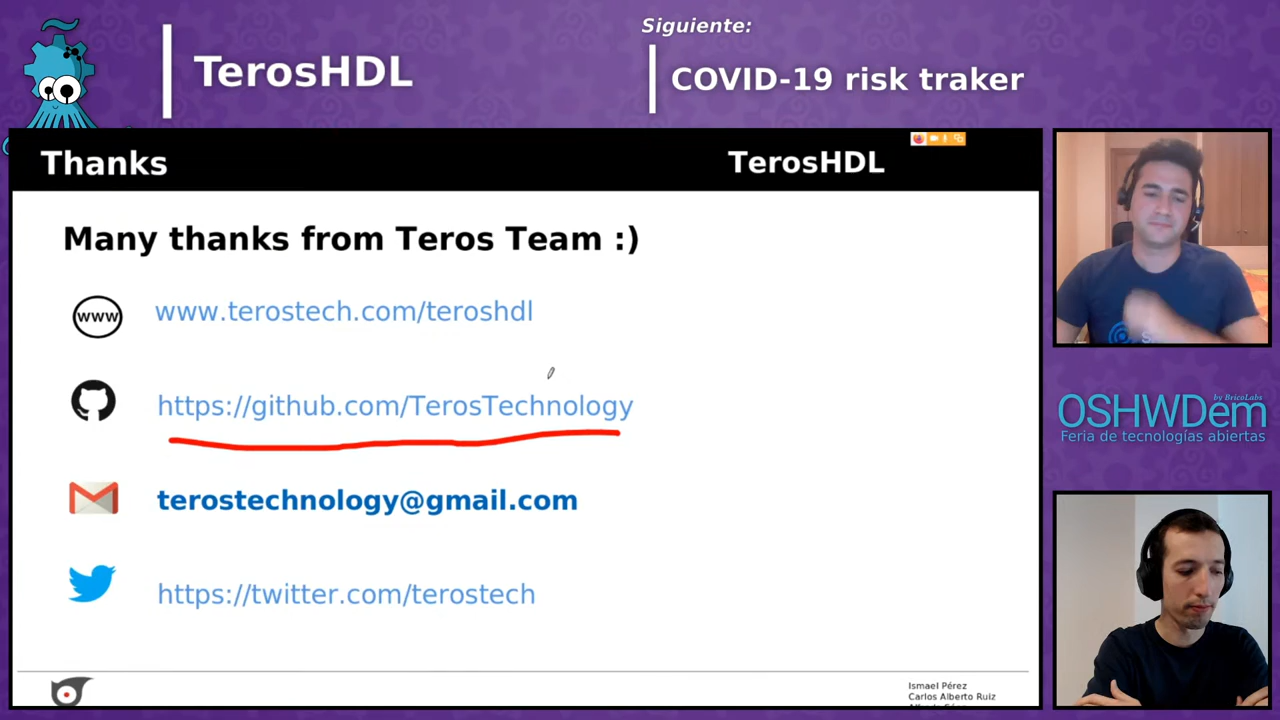 TerosHDL
Siguiente:
COVID-19 risk traker
Thanks
TerosHDL
Many thanks from Teros Team :)
www
www.terostech.com/teroshdl
https://github.com/TerosTechnology
terostechnology@gmail.com
https://twitter.com/terostech
Ismael Pérez
Carlos Alberto Ruiz
by BricoLabs
OSHWDem
Feria de tecnologías abiertas